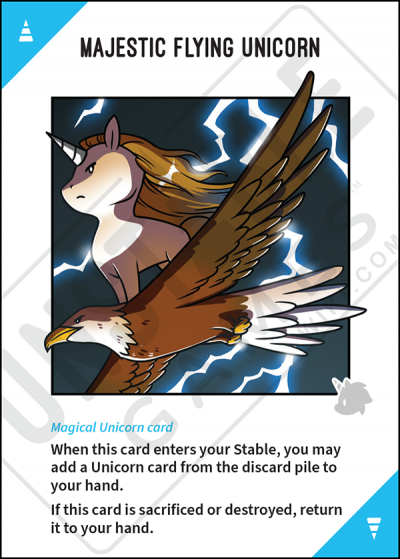 MAJESTIC FLYING UNICORN
Magical Unicorn card
When this card enters your Stable, you may
add a Unicorn card from the discard pile to
your hand.
If this card is sacrificed or destroyed, return
it to your hand.